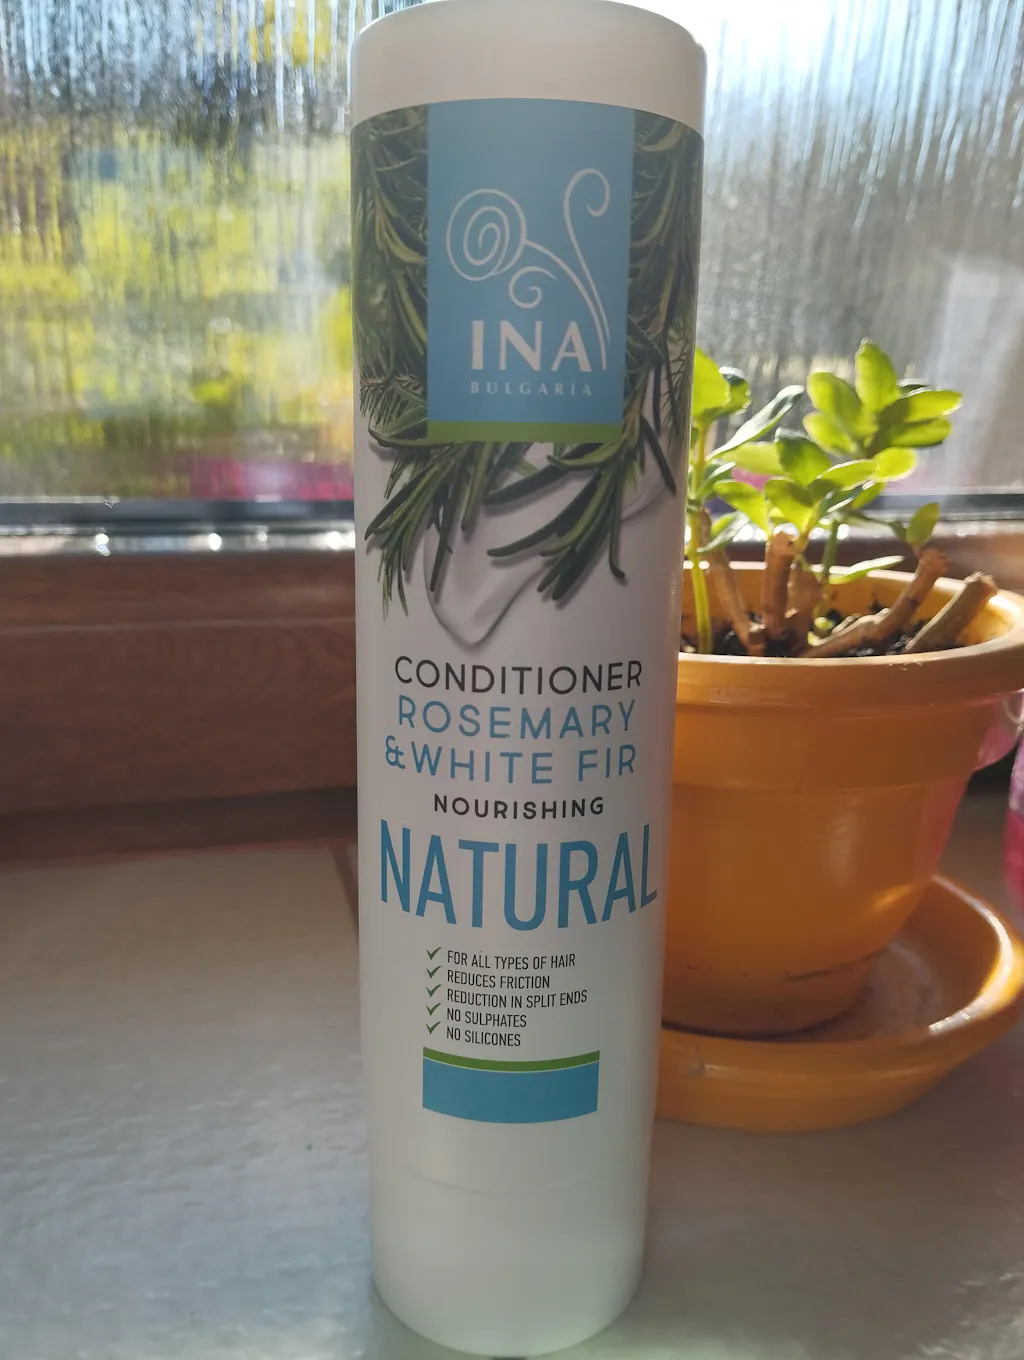 INA
BULGARIA
CONDITIONER
ROSEMARY
&WHITE FIR
NOURISHING
NATURAL
✓ FOR ALL TYPES OF HAIR
✓ REDUCES FRICTION
✓ REDUCTION IN SPLIT ENDS
✓ NO SULPHATES
✓ NO SILICONES